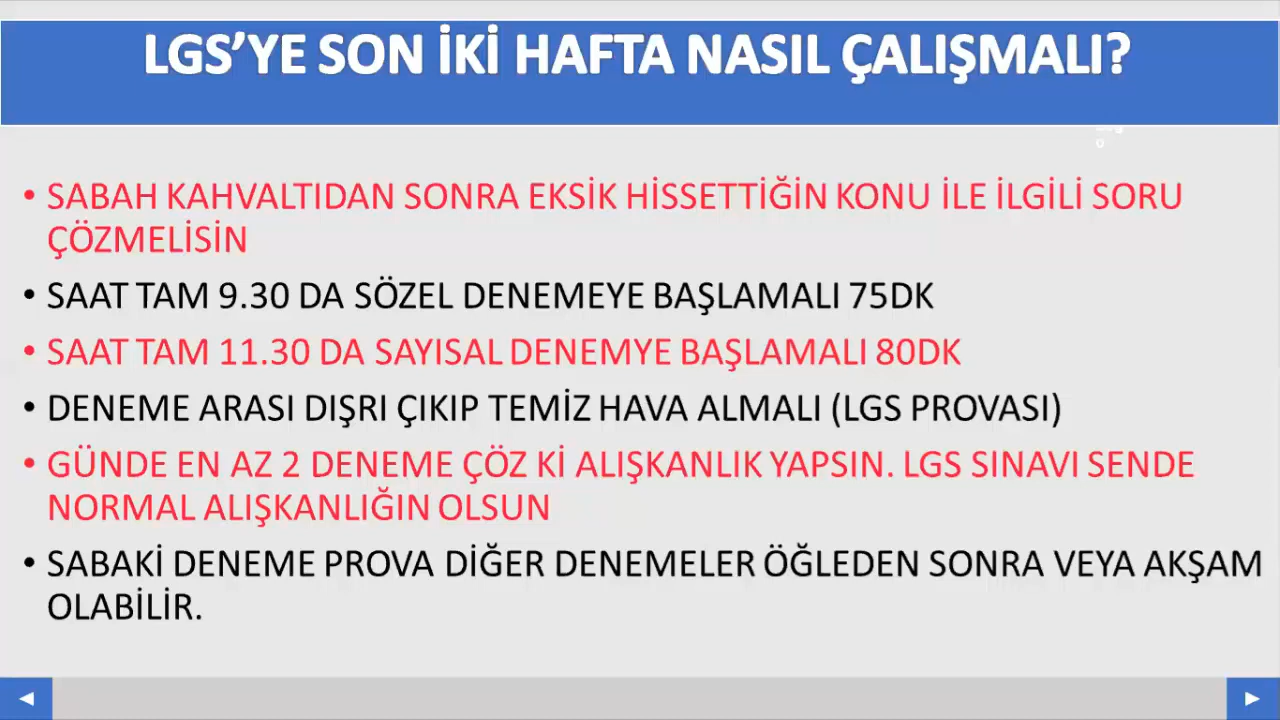 LGS’YE SON İKİ HAFTA NASIL ÇALIŞMALI?
• SABAH KAHVALTIDAN SONRA EKSİK HİSSETTİĞİN KONU İLE İLGİLİ SORU
ÇÖZMELİSİN
• SAAT TAM 9.30 DA SÖZEL DENEMEYE BAŞLAMALI 75DK
• SAAT TAM 11.30 DA SAYISAL DENEMYE BAŞLAMALI 80DK
• DENEME ARASI DIŞRI ÇIKIP TEMİZ HAVA ALMALI (LGS PROVASI)
• GÜNDE EN AZ 2 DENEME ÇÖZ Kİ ALIŞKANLIK YAPSIN. LGS SINAVI SENDE
NORMAL ALIŞKANLIĞIN OLSUN
• SABAKİ DENEME PROVA DİĞER DENEMELER ÖĞLEDEN SONRA VEYA AKŞAM
OLABİLİR.